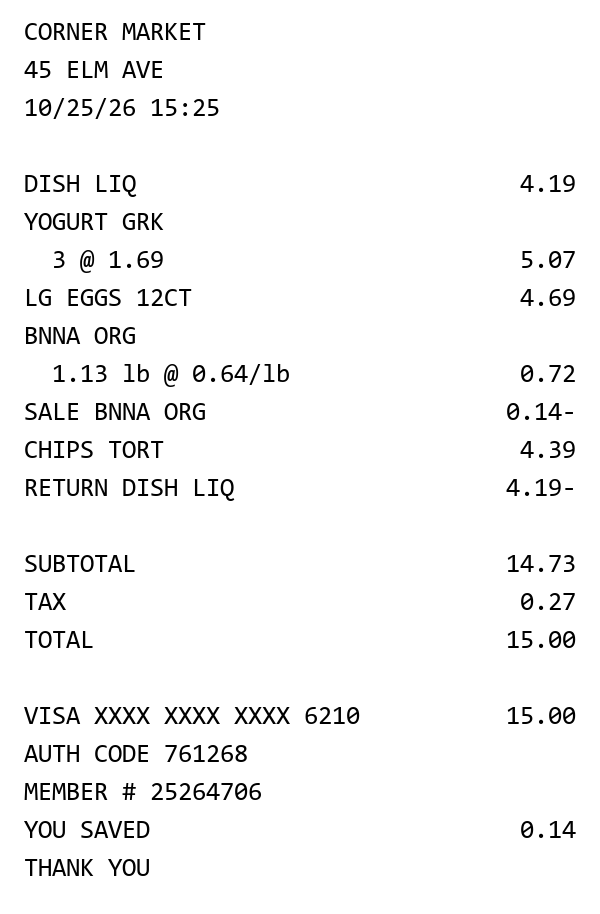 CORNER MARKET
45 ELM AVE
10/25/26 15:25
DISH LIQ 4.19
YOGURT GRK
3 @ 1.69 5.07
LG EGGS 12CT 4.69
BNNA ORG
1.13 lb @ 0.64/lb 0.72
SALE BNNA ORG 0.14-
CHIPS TORT 4.39
RETURN DISH LIQ 4.19-
SUBTOTAL 14.73
TAX 0.27
TOTAL 15.00
VISA XXXX XXXX XXXX 6210 15.00
AUTH CODE 761268
MEMBER # 25264706
YOU SAVED 0.14
THANK YOU